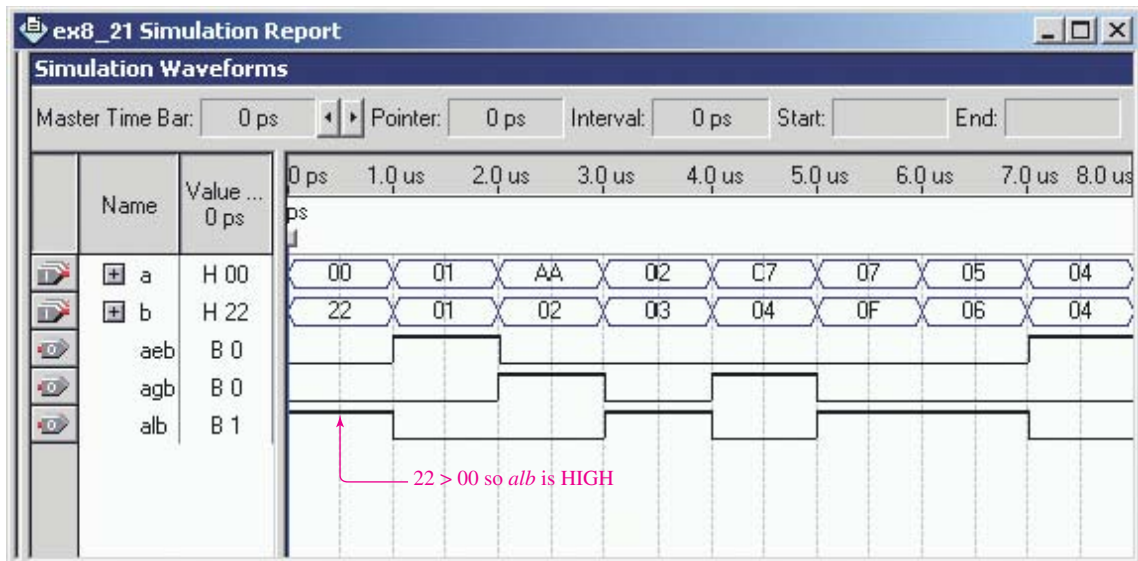 ex8_21 Simulation Report
Simulation Waveforms
Master Time Bar: 0 ps Pointer: 0 ps Interval: 0 ps Start: End:
Name Value ... 0 ps
0 ps 1.0 us 2.0 us 3.0 us 4.0 us 5.0 us 6.0 us 7.0 us 8.0 us
ps
a H 00 00 01 AA 02 C7 07 05 04
b H 22 22 01 02 03 04 0F 06 04
aeb B 0
agb B 0
alb B 1
22 > 00 so alb is HIGH